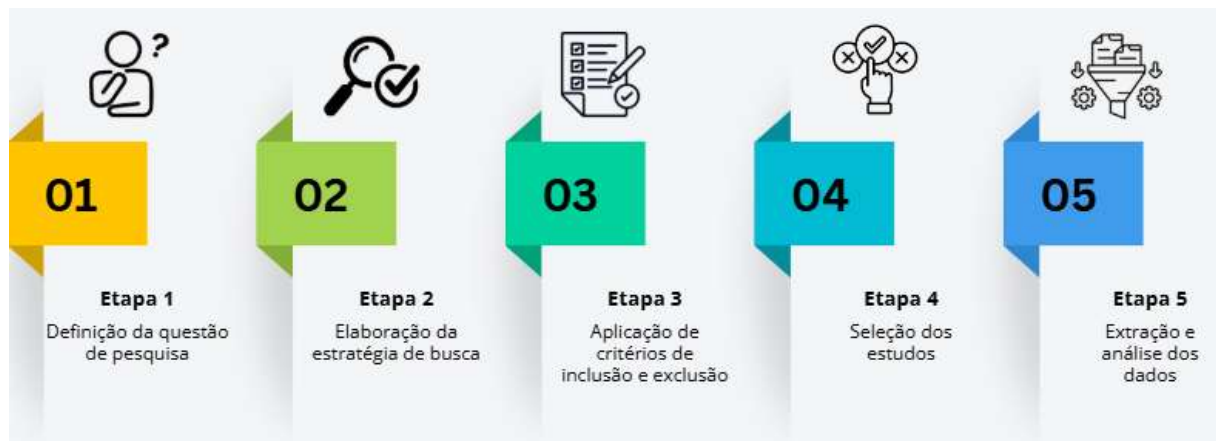 ?
01
02
03
04
05
Etapa 1
Definição da questão
de pesquisa
Etapa 2
Elaboração da
estratégia de busca
Etapa 3
Aplicação de
critérios de
inclusão e exclusão
Etapa 4
Seleção dos
estudos
Etapa 5
Extração e
análise dos
dados